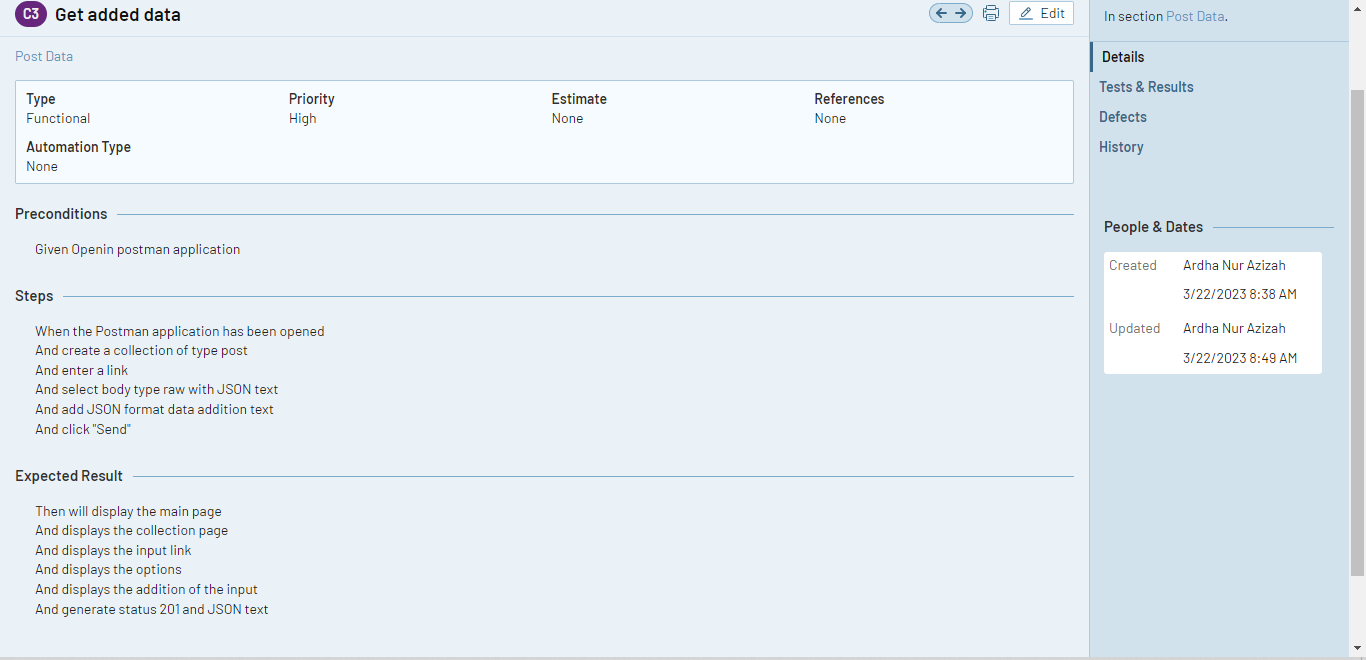 C3 Get added data
Edit
Post Data
Type
Functional
Priority
High
Estimate
None
References
None
Automation Type
None
Preconditions
Given Openin postman application
Steps
When the Postman application has been opened
And create a collection of type post
And enter a link
And select body type raw with JSON text
And add JSON format data addition text
And click "Send"
Expected Result
Then will display the main page
And displays the collection page
And displays the input link
And displays the options
And displays the addition of the input
And generate status 201 and JSON text
In section Post Data.
Details
Tests & Results
Defects
History
People & Dates
Created Ardha Nur Azizah
3/22/2023 8:38 AM
Updated Ardha Nur Azizah
3/22/2023 8:49 AM